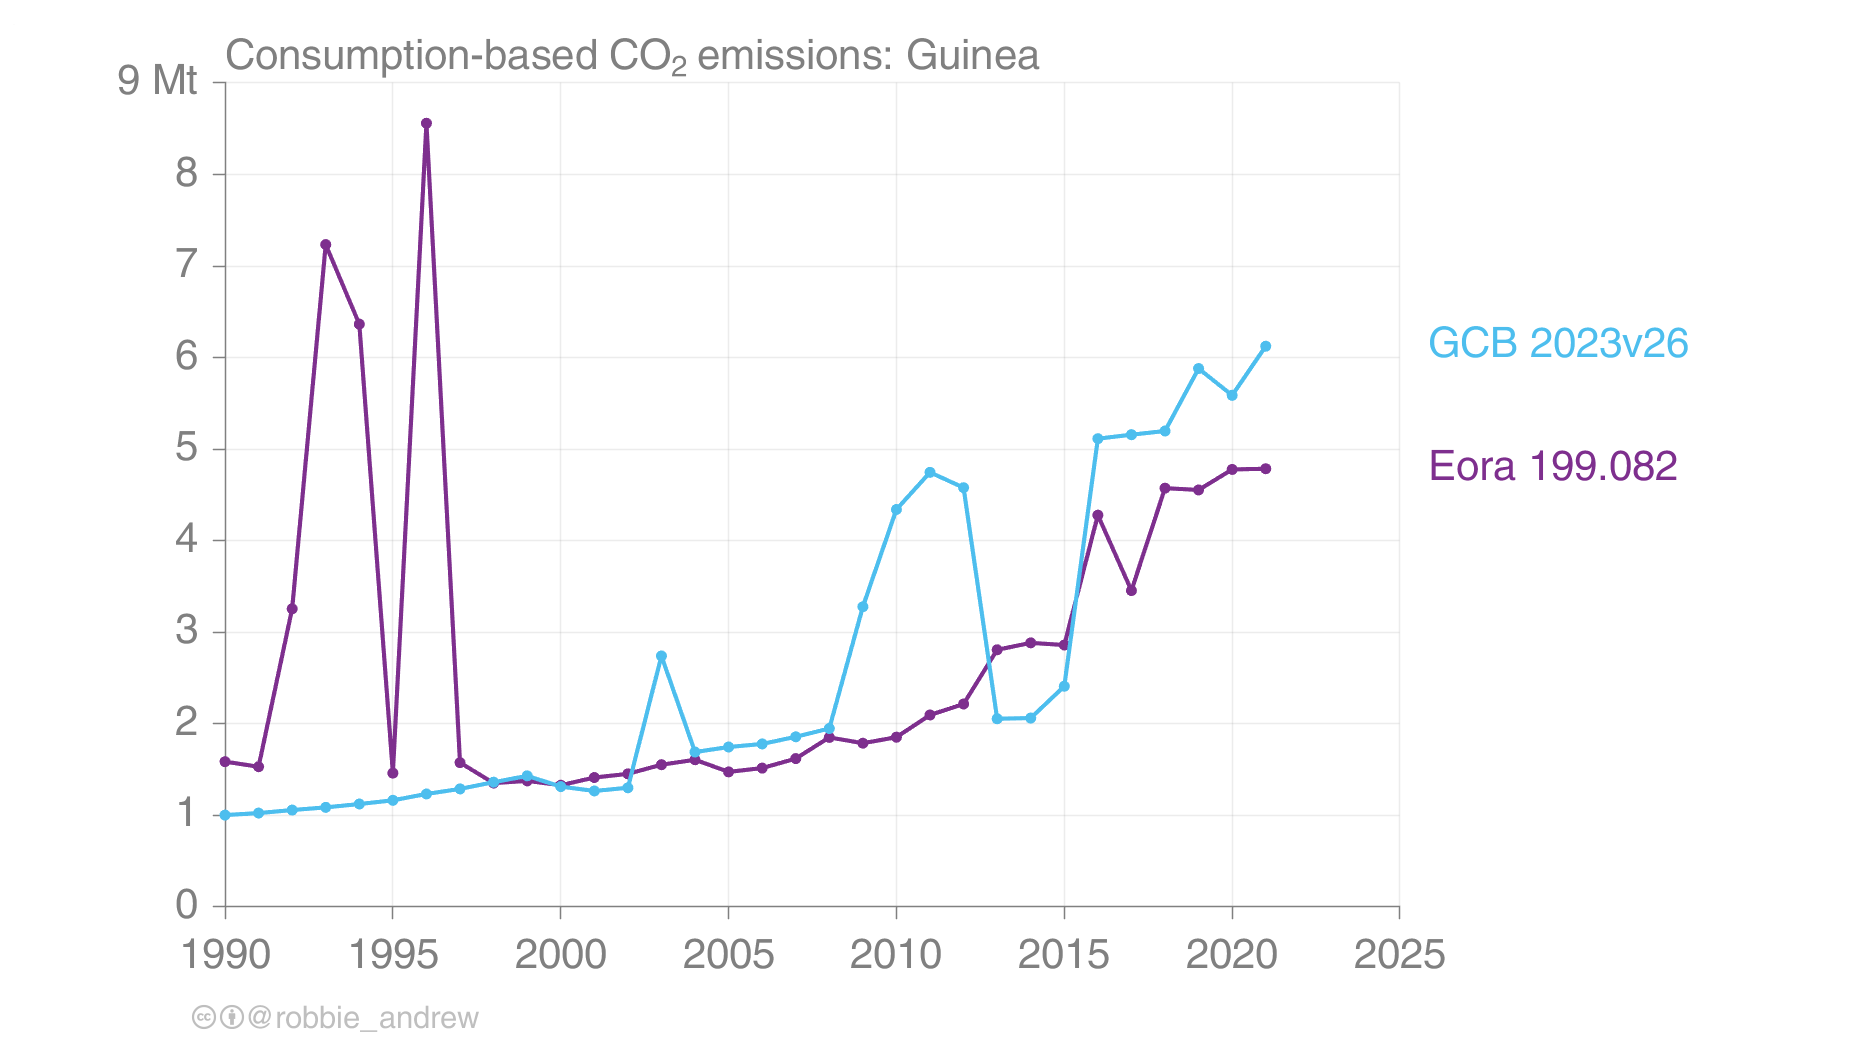 Consumption-based CO₂ emissions: Guinea
9 Mt
8
7
6
5
4
3
2
1
0
1990 1995 2000 2005 2010 2015 2020 2025
GCB 2023v26
Eora 199.082
@robbie_andrew